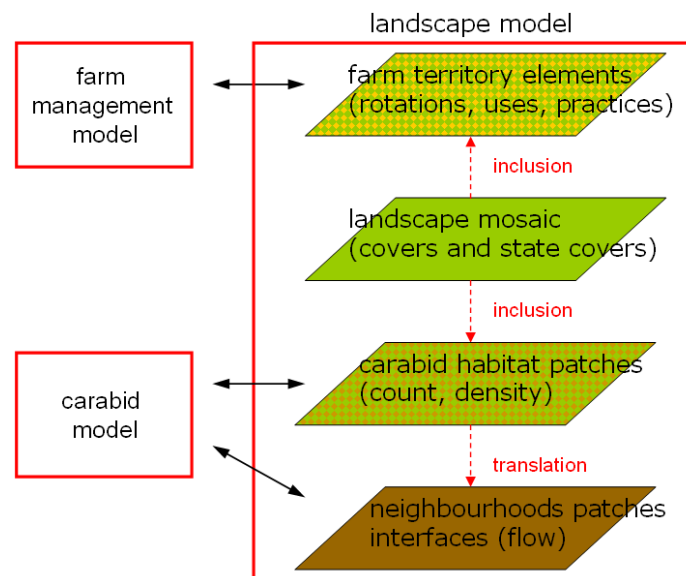 landscape model
farm
management
model
farm territory elements
(rotations, uses, practices)
inclusion
landscape mosaic
(covers and state covers)
inclusion
carabid habitat patches
(count, density)
carabid
model
translation
neighbourhoods patches
interfaces (flow)